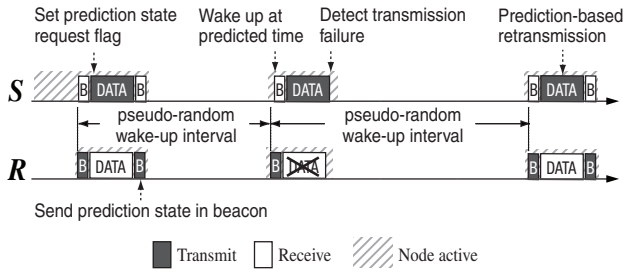 Set prediction state
request flag
Wake up at
predicted time
Detect transmission
failure
Prediction-based
retransmission
S
B DATA B
B DATA
B DATA B
pseudo-random
wake-up interval
pseudo-random
wake-up interval
R
B DATA B
B DATA
B DATA B
Send prediction state in beacon
Transmit
Receive
Node active